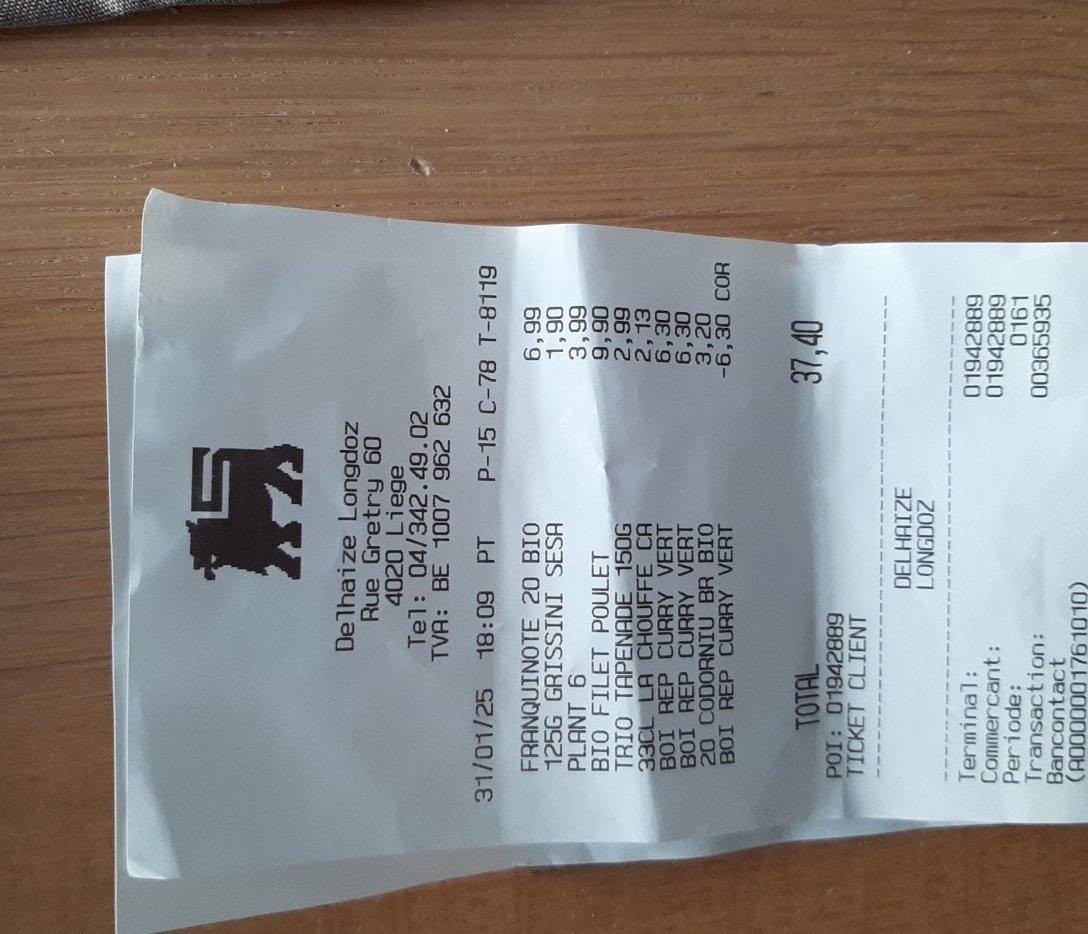 Delhaize Longdoz
Rue Gretry 60
4020 Liege
Tel: 04/342.49.02
TVA: BE 1007 962 632
31/01/25 18:09 PT P-15 C-78 T-8119
FRANQUINOTE 20 BIO 6,99
125G GRISSINI SESA 1,90
PLANT 6 3,99
BIO FILET POULET 9,90
TRIO TAPENADE 150G 2,99
33CL LA CHOUFFE CA 2,13
BOI REP CURRY VERT 6,30
BOI REP CURRY VERT 6,30
20 CODORNIU BR BIO 3,20
BOI REP CURRY VERT -6,30 COR
TOTAL 37,40
POI: 01942889
TICKET CLIENT
DELHAIZE
LONGDOZ
Terminal: 01942889
Commercant: 01942889
Periode: 0161
Transaction: 00365935
Bancontact
(A0000001761010)